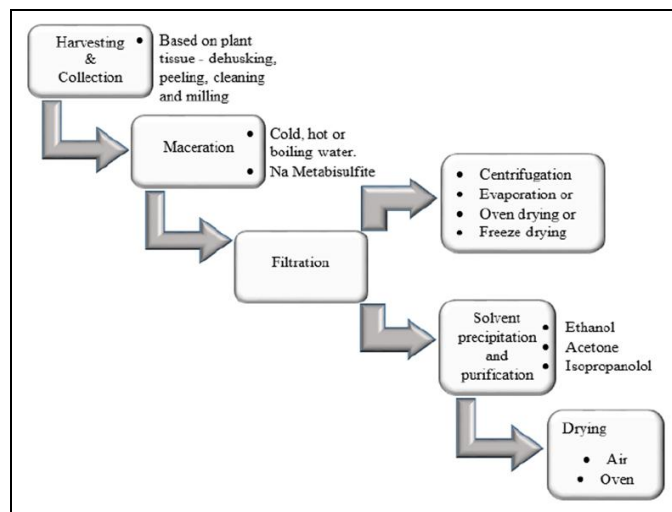 Harvesting
&
Collection
• Based on plant
tissue - dehusking,
peeling, cleaning
and milling
Maceration
• Cold, hot or
boiling water.
• Na Metabisulfite
Filtration
• Centrifugation
• Evaporation or
• Oven drying or
• Freeze drying
Solvent
precipitation
and
purification
• Ethanol
• Acetone
• Isopropanolol
Drying
• Air
• Oven